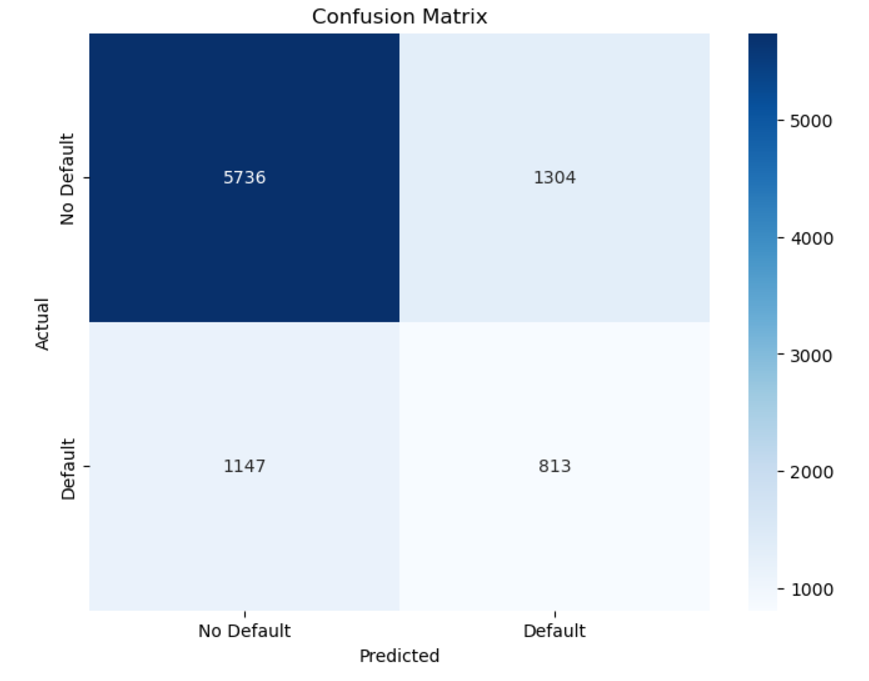 Confusion Matrix
No Default
5736
1304
5000
4000
Actual
3000
Default
1147
813
2000
1000
No Default
Default
Predicted